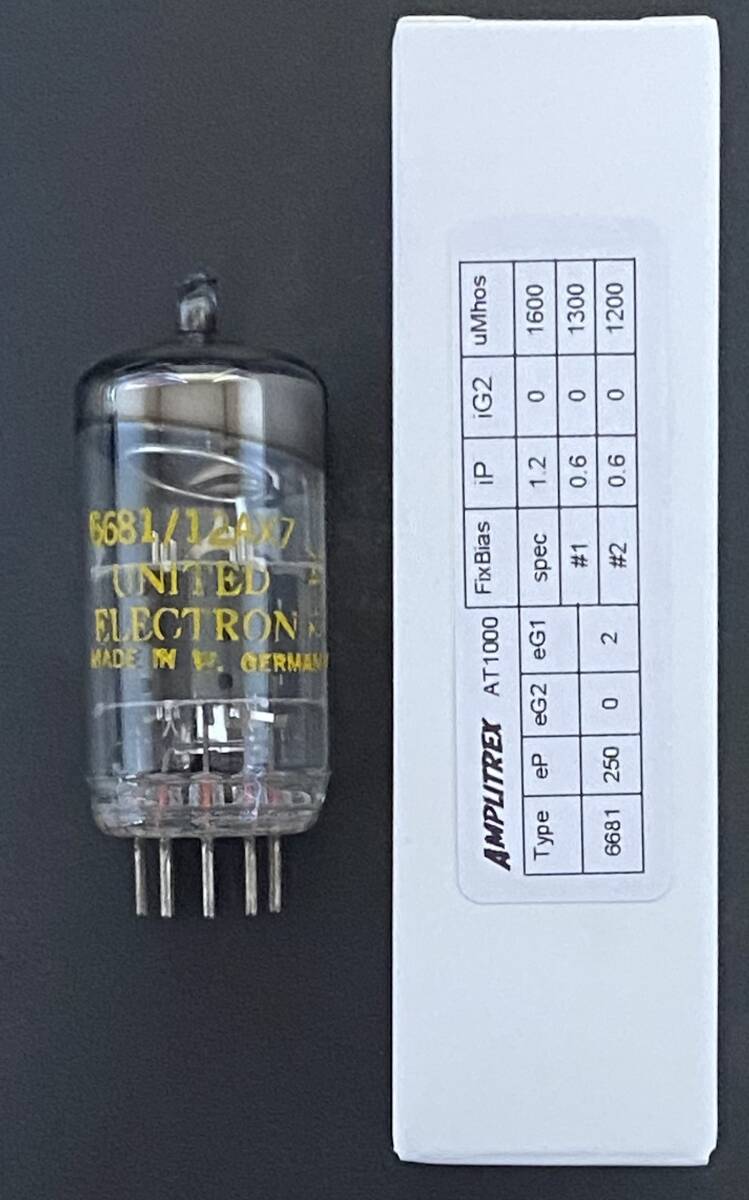 6681/12AX7
UNITED
ELECTRON
MADE IN W. GERMANY
AMPLITREX AT1000 FixBias iP iG2 uMhos
Type eP eG2 eG1 spec 1.2 0 1600
#1 0.6 0 1300
6681 250 0 2 #2 0.6 0 1200